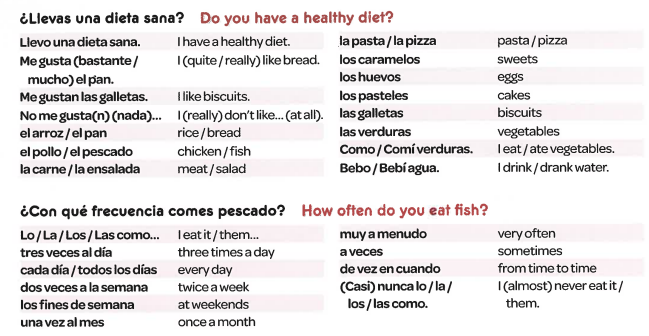 ¿Llevas una dieta sana? Do you have a healthy diet?
Llevo una dieta sana. I have a healthy diet.
Me gusta (bastante / I (quite / really) like bread.
mucho) el pan.
Me gustan las galletas. I like biscuits.
No me gusta(n) (nada)... I (really) don't like... (at all).
el arroz / el pan rice / bread
el pollo / el pescado chicken / fish
la carne / la ensalada meat / salad
la pasta / la pizza pasta / pizza
los caramelos sweets
los huevos eggs
los pasteles cakes
las galletas biscuits
las verduras vegetables
Como / Comí verduras. I eat / ate vegetables.
Bebo / Bebí agua. I drink / drank water.
¿Con qué frecuencia comes pescado? How often do you eat fish?
Lo / La / Los / Las como... I eat it / them...
tres veces al día three times a day
cada día / todos los días every day
dos veces a la semana twice a week
los fines de semana at weekends
una vez al mes once a month
muy a menudo very often
a veces sometimes
de vez en cuando from time to time
(Casi) nunca lo / la / I (almost) never eat it /
los / las como. them.